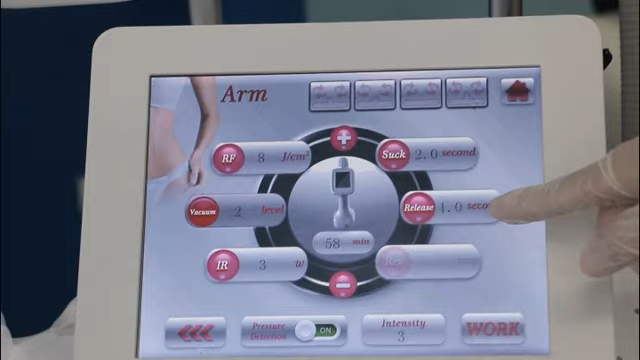 Arm
RF 8 J/cm²
Suck 2.0 second
Vacuum 2 level
Release 1.0
IR 3 W
58 min
Pressure
Detection ON
Intensity
3
WORK